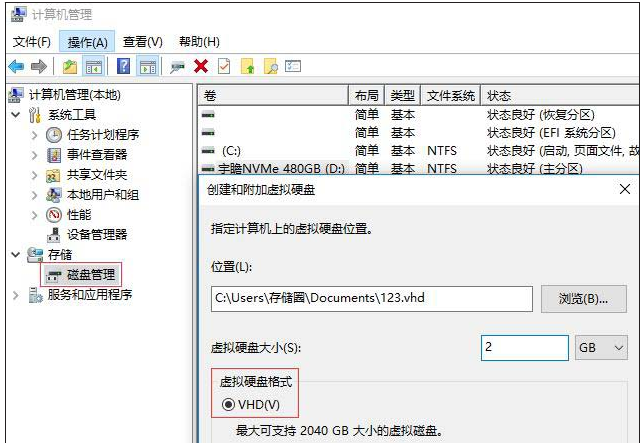 计算机管理
文件(F) 操作(A) 查看(V) 帮助(H)
计算机管理(本地)
系统工具
任务计划程序
事件查看器
共享文件夹
本地用户和组
性能
设备管理器
存储
磁盘管理
服务和应用程序
卷 布局 类型 文件系统 状态
简单 基本 状态良好 (恢复分区)
简单 基本 状态良好 (EFI 系统分区)
(C:) 简单 基本 NTFS 状态良好 (启动, 页面文件, 故
宇瞻NVMe 480GB (D:) 简单 基本 NTFS 状态良好 (主分区)
创建和附加虚拟硬盘
指定计算机上的虚拟硬盘位置。
位置(L):
C:\Users\存储圈\Documents\123.vhd 浏览(B)...
虚拟硬盘大小(S): 2 GB
虚拟硬盘格式
VHD(V)
最大可支持 2040 GB 大小的虚拟磁盘。